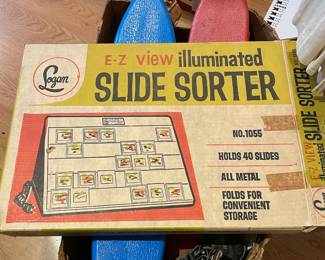 Logan
E-Z view illuminated
SLIDE SORTER
NO. 1055
HOLDS 40 SLIDES
ALL METAL
FOLDS FOR
CONVENIENT
STORAGE
Logan
E-Z view
illuminated
SLIDE SORTER